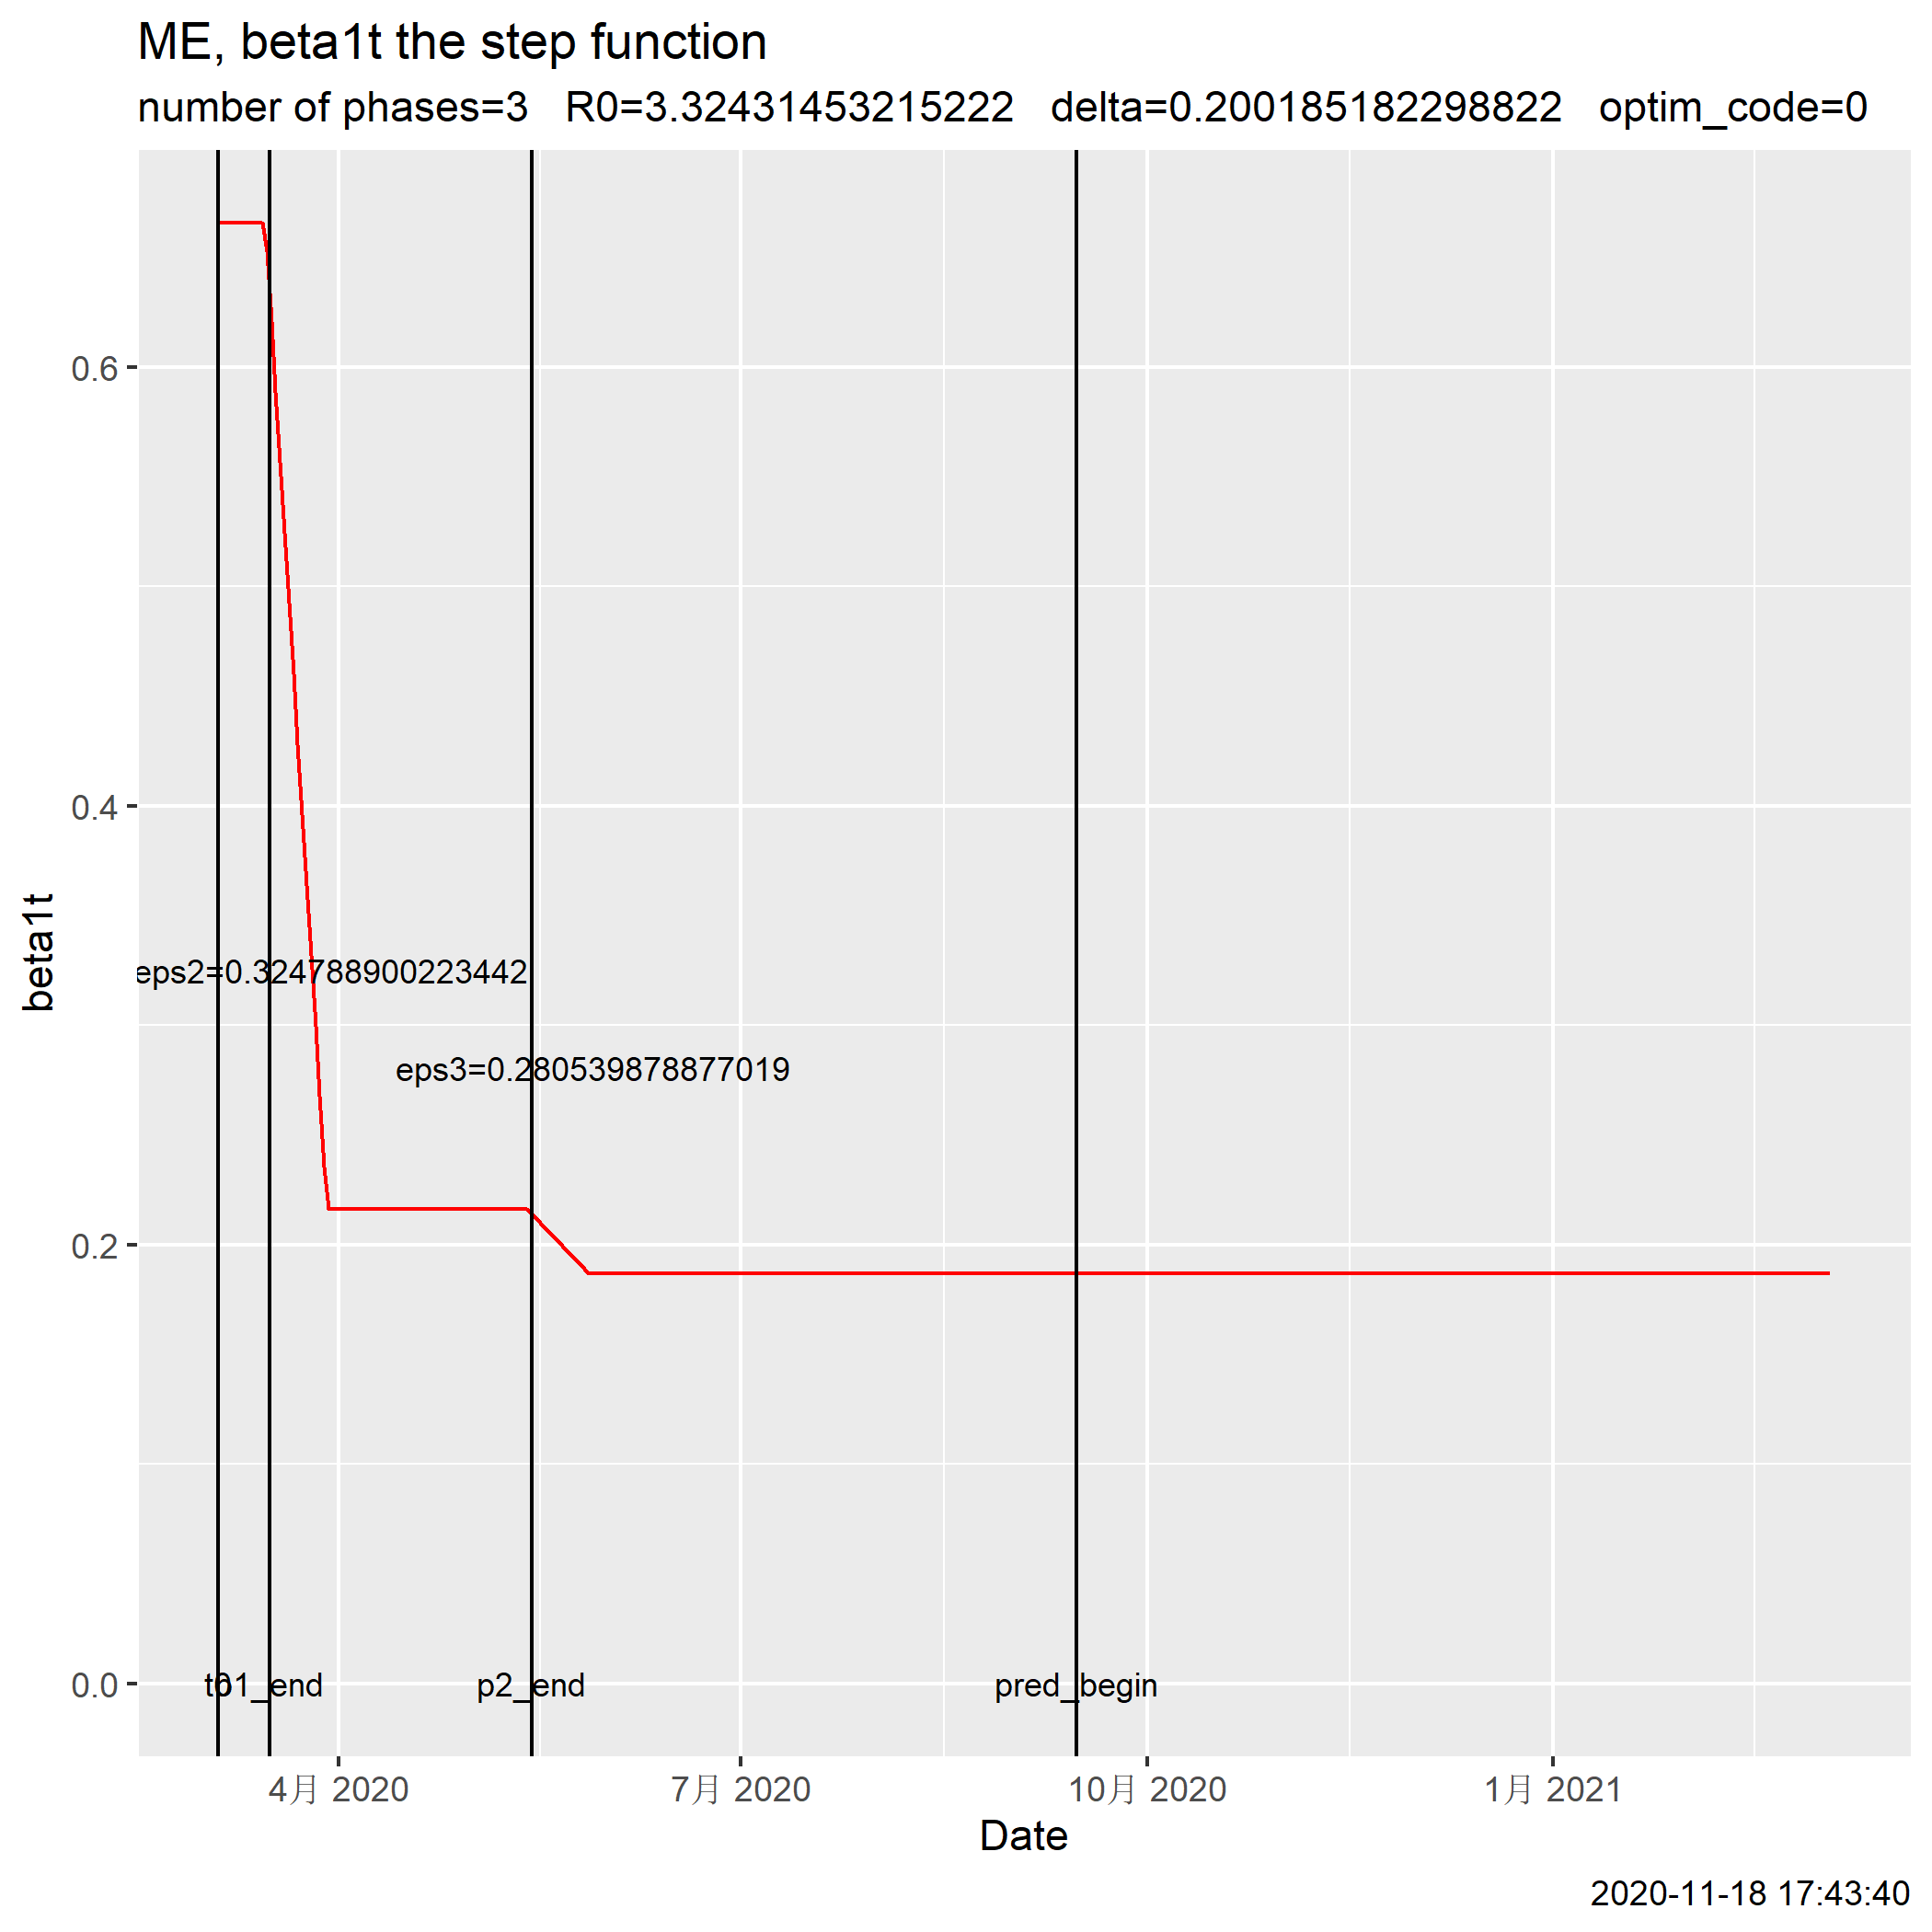 ME, beta1t the step function
number of phases=3   R0=3.32431453215222   delta=0.200185182298822   optim_code=0
0.6
0.4
0.2
0.0
beta1t
eps2=0.324788900223442
eps3=0.280539878877019
p2_end
pred_begin
4月 2020
7月 2020
10月 2020
1月 2021
Date
2020-11-18 17:43:40